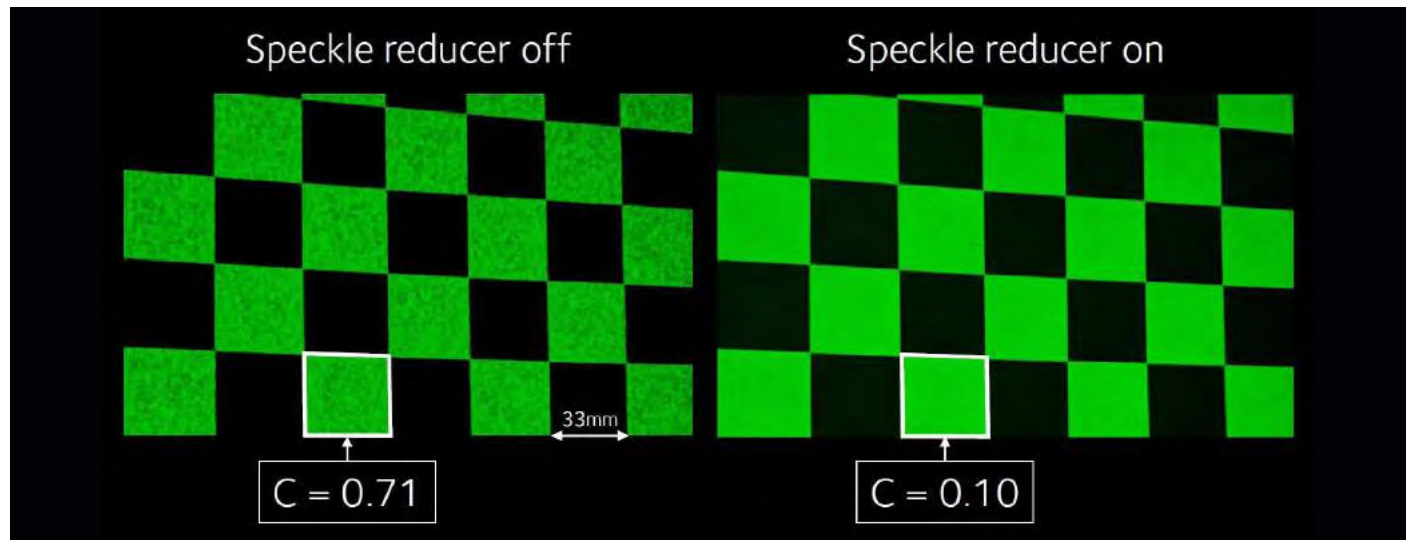 Speckle reducer off
Speckle reducer on
33mm
C = 0.71
C = 0.10